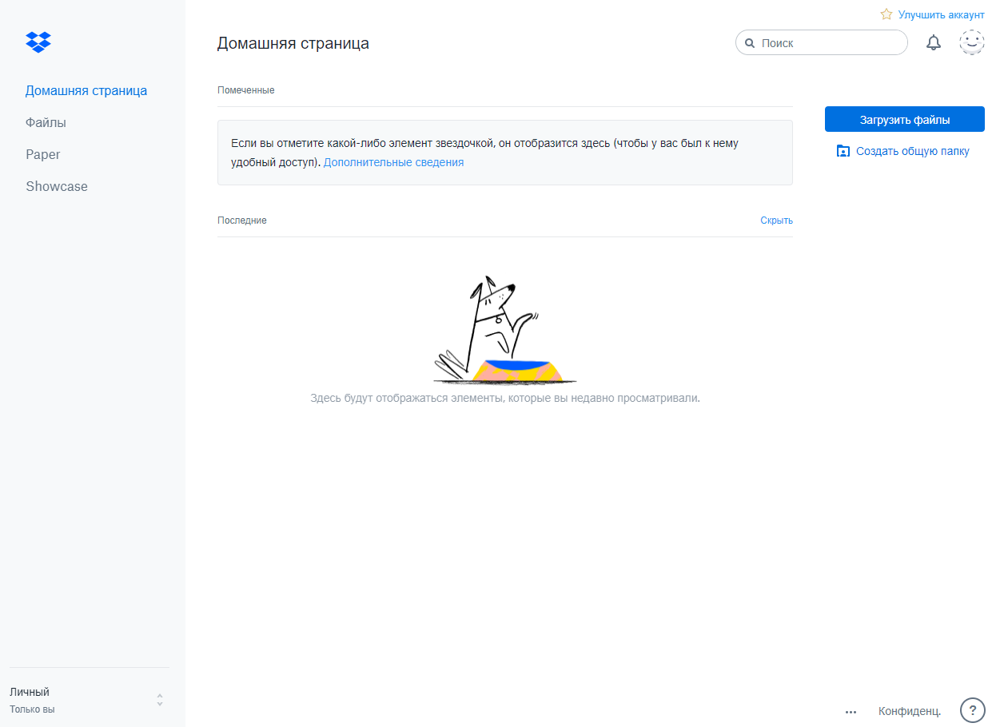 Улучшить аккаунт
Домашняя страница
Поиск
Домашняя страница
Файлы
Paper
Showcase
Помеченные
Если вы отметите какой-либо элемент звездочкой, он отобразится здесь (чтобы у вас был к нему
удобный доступ). Дополнительные сведения
Загрузить файлы
Создать общую папку
Последние
Скрыть
Здесь будут отображаться элементы, которые вы недавно просматривали.
Личный
Только вы
Конфиденц.
?